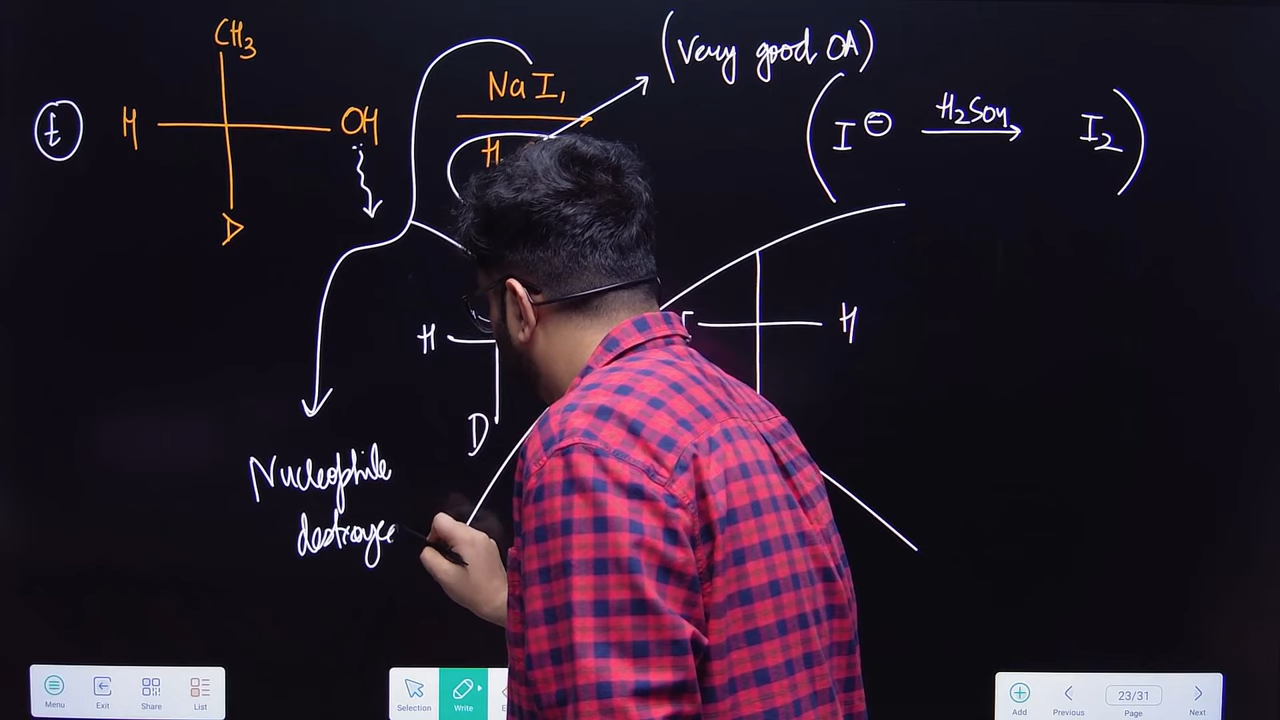 CH3
(Very good OA)
NaI,
(I⊖ H2SO4 → I2)
t
H
OH
D
H
H
D
Nucleophile
destroye
Menu
Exit
Share
List
Selection
Write
Add
Previous
23/31
Page
Next